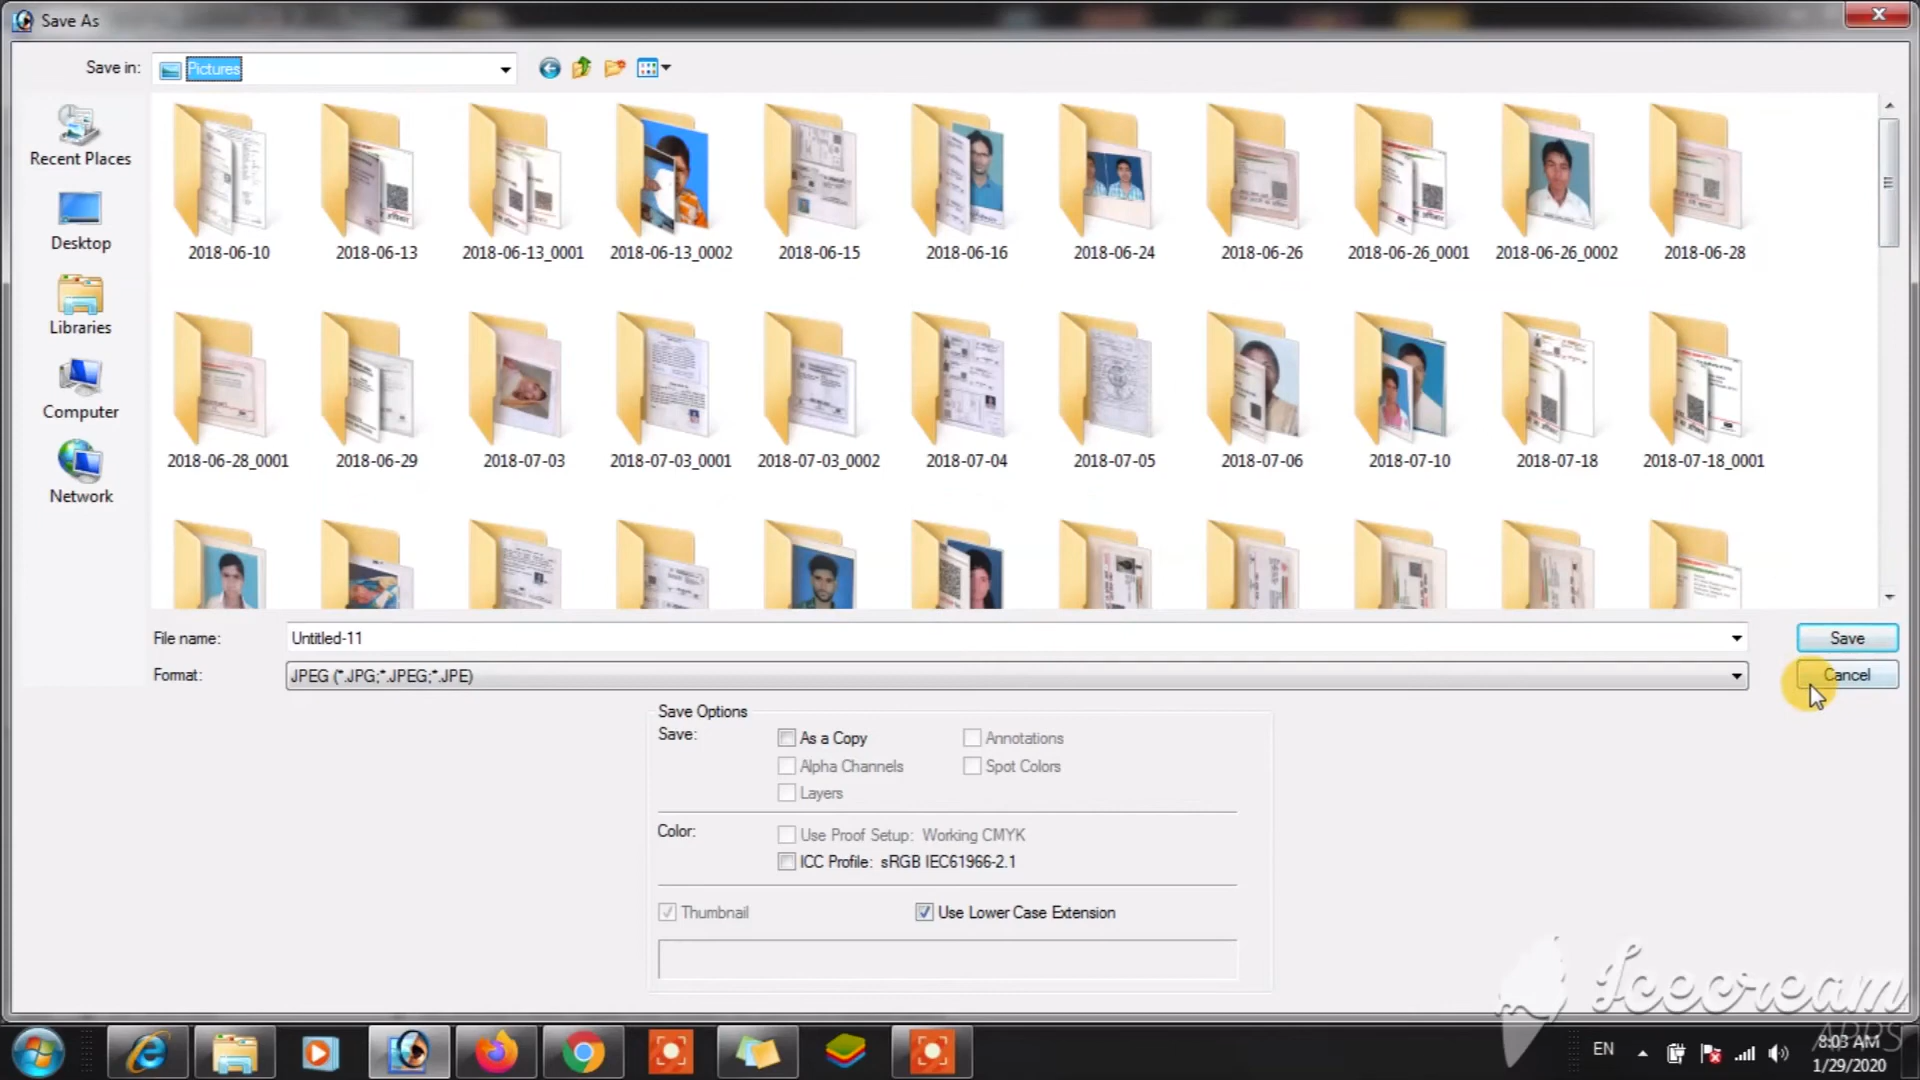 Save As
Save in:
Pictures
Recent Places
Desktop
Libraries
Computer
Network
2018-06-10
2018-06-13
2018-06-13_0001
2018-06-13_0002
2018-06-15
2018-06-16
2018-06-24
2018-06-26
2018-06-26_0001
2018-06-26_0002
2018-06-28
2018-06-28_0001
2018-06-29
2018-07-03
2018-07-03_0001
2018-07-03_0002
2018-07-04
2018-07-05
2018-07-06
2018-07-10
2018-07-18
2018-07-18_0001
File name:
Untitled-11
Save
Format:
JPEG (*.JPG;*.JPEG;*.JPE)
Cancel
Save Options
Save:
As a Copy
Annotations
Alpha Channels
Spot Colors
Layers
Color:
Use Proof Setup: Working CMYK
ICC Profile: sRGB IEC61966-2.1
Thumbnail
Use Lower Case Extension
Icecream
APPS
EN
8:03 AM
1/29/2020